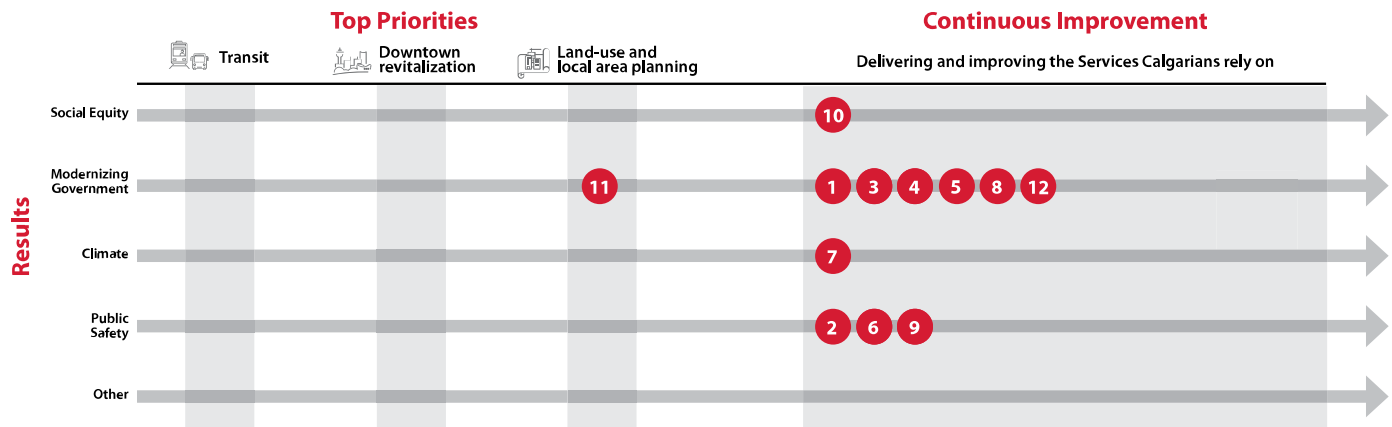 Top Priorities
Continuous Improvement
Transit
Downtown
revitalization
Land-use and
local area planning
Delivering and improving the Services Calgarians rely on
Results
Social Equity
10
Modernizing
Government
11
1 3 4 5 8 12
Climate
7
Public
Safety
2 6 9
Other